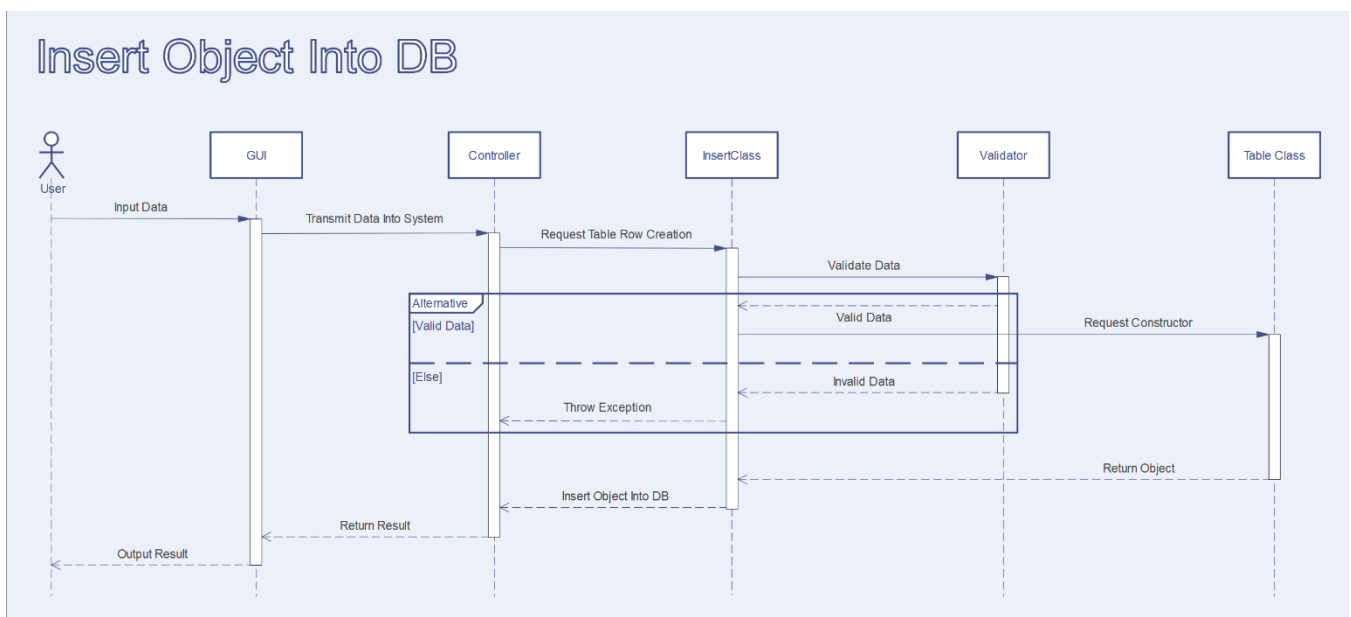 Insert Object Into DB
User
GUI
Controller
InsertClass
Validator
Table Class
Input Data
Transmit Data Into System
Request Table Row Creation
Validate Data
Alternative
[Valid Data]
Valid Data
Request Constructor
[Else]
Invalid Data
Throw Exception
Return Object
Insert Object Into DB
Return Result
Output Result